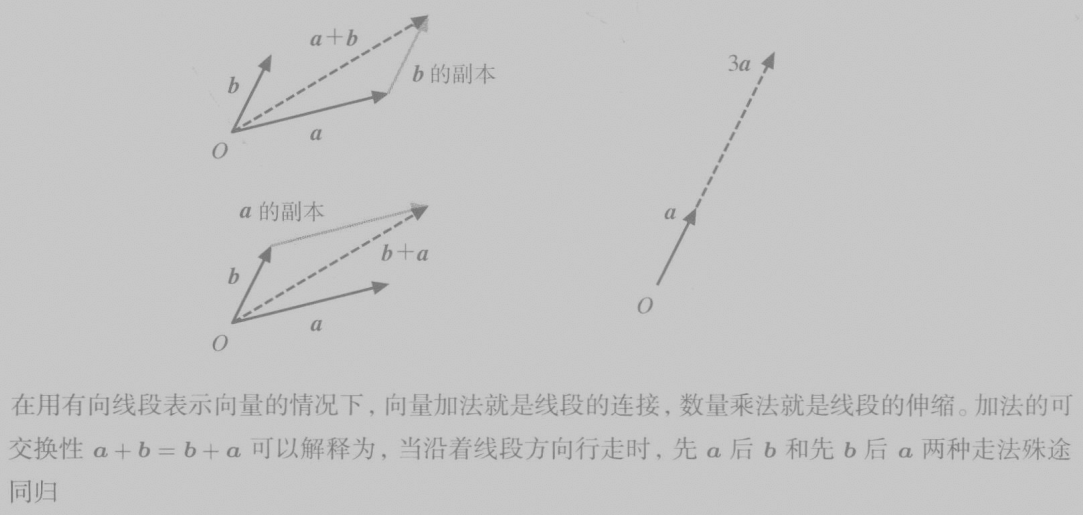 a+b
b
b 的副本
a
O
3a
a
O
a 的副本
b+a
b
a
O
在用有向线段表示向量的情况下，向量加法就是线段的连接，数量乘法就是线段的伸缩。加法的可
交换性 a + b = b + a 可以解释为，当沿着线段方向行走时，先 a 后 b 和先 b 后 a 两种走法殊途
同归